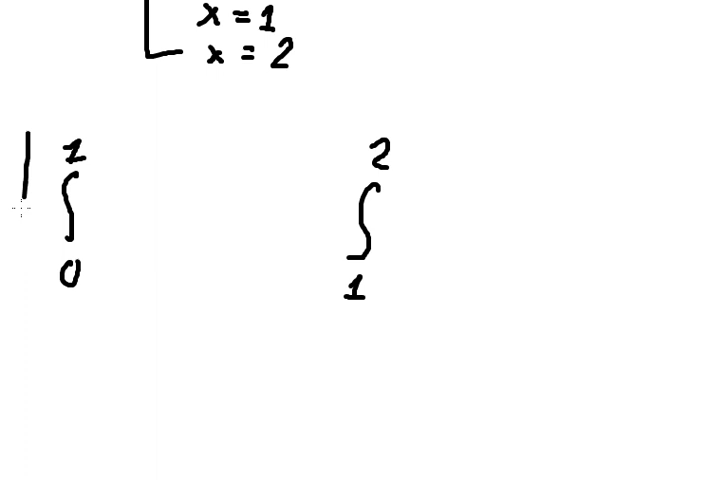 x = 1
x = 2
| 1 2
∫ ∫
0 1